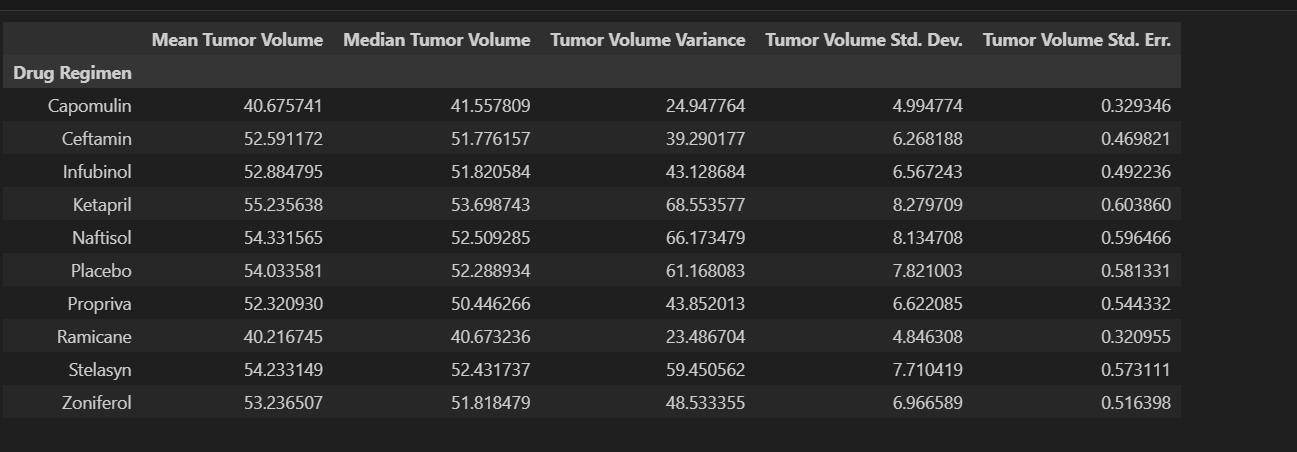 Mean Tumor Volume Median Tumor Volume Tumor Volume Variance Tumor Volume Std. Dev. Tumor Volume Std. Err.
Drug Regimen
Capomulin 40.675741 41.557809 24.947764 4.994774 0.329346
Ceftamin 52.591172 51.776157 39.290177 6.268188 0.469821
Infubinol 52.884795 51.820584 43.128684 6.567243 0.492236
Ketapril 55.235638 53.698743 68.553577 8.279709 0.603860
Naftisol 54.331565 52.509285 66.173479 8.134708 0.596466
Placebo 54.033581 52.288934 61.168083 7.821003 0.581331
Propriva 52.320930 50.446266 43.852013 6.622085 0.544332
Ramicane 40.216745 40.673236 23.486704 4.846308 0.320955
Stelasyn 54.233149 52.431737 59.450562 7.710419 0.573111
Zoniferol 53.236507 51.818479 48.533355 6.966589 0.516398